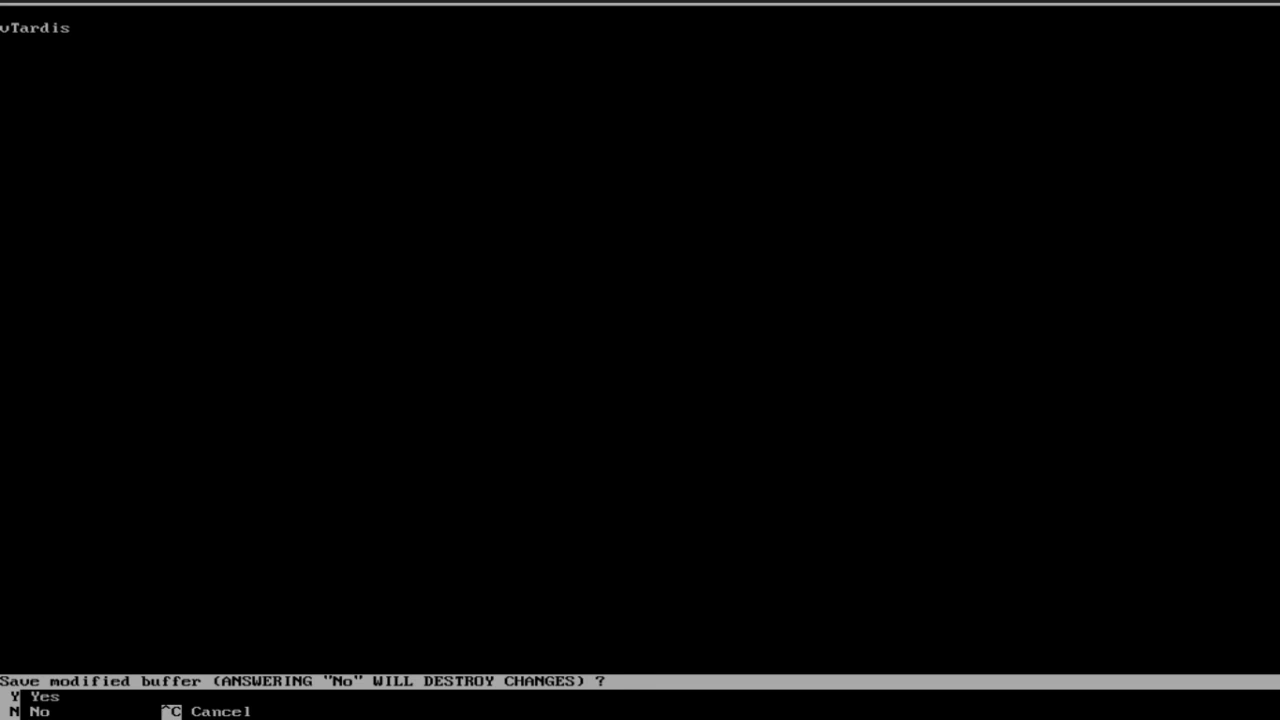 vTardis
Save modified buffer (ANSWERING "No" WILL DESTROY CHANGES) ?
Y Yes
N No ^C Cancel